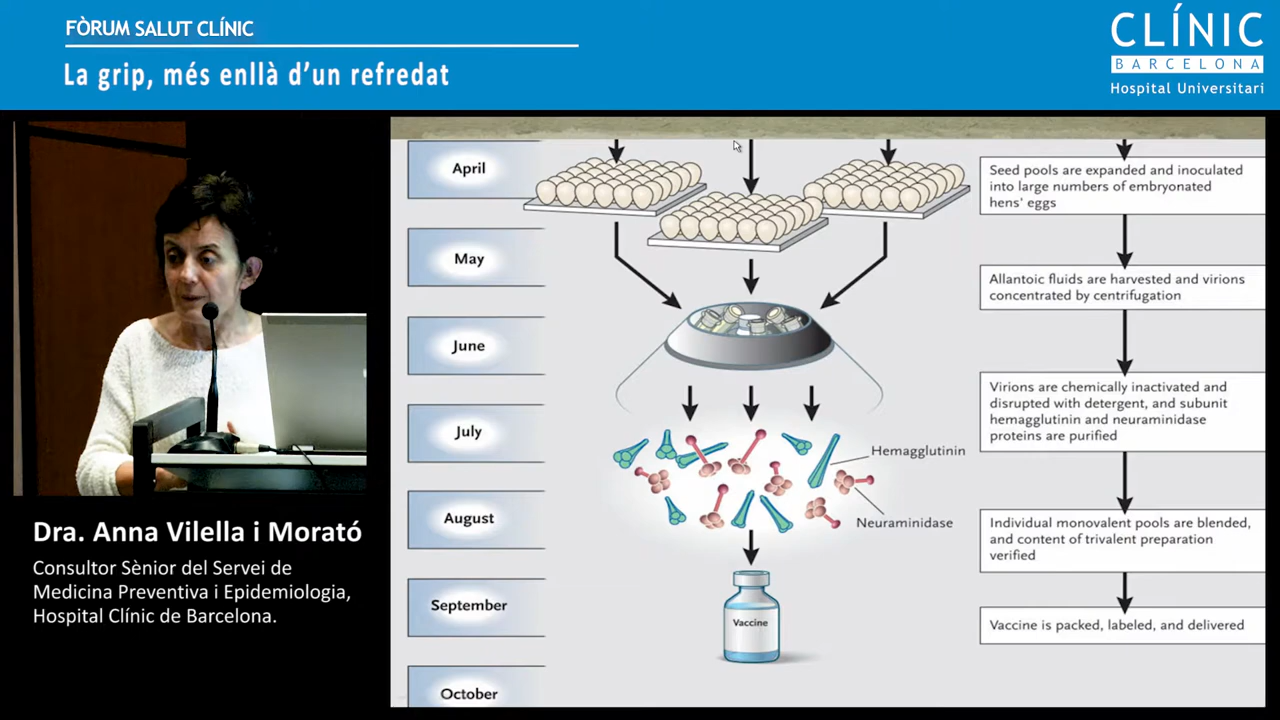 FÒRUM SALUT CLÍNIC
La grip, més enllà d'un refredat
CLÍNIC
BARCELONA
Hospital Universitari
April
May
June
July
August
September
October
Hemagglutinin
Neuraminidase
Vaccine
Seed pools are expanded and inoculated
into large numbers of embryonated
hens' eggs
Allantoic fluids are harvested and virions
concentrated by centrifugation
Virions are chemically inactivated and
disrupted with detergent, and subunit
hemagglutinin and neuraminidase
proteins are purified
Individual monovalent pools are blended,
and content of trivalent preparation
verified
Vaccine is packed, labeled, and delivered
Dra. Anna Vilella i Morató
Consultor Sènior del Servei de
Medicina Preventiva i Epidemiologia,
Hospital Clínic de Barcelona.